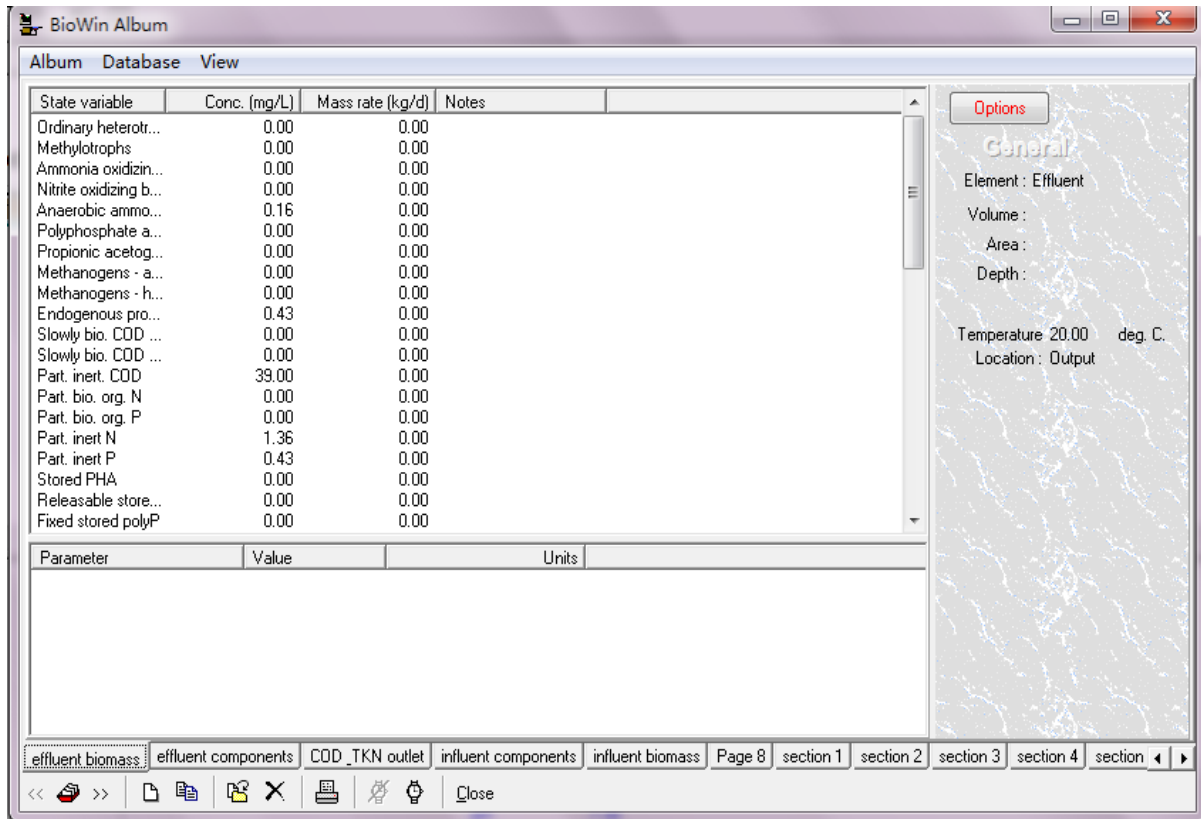 BioWin Album
Album Database View
State variable Conc. (mg/L) Mass rate (kg/d) Notes
Ordinary heterotr... 0.00 0.00
Methylotrophs 0.00 0.00
Ammonia oxidizin... 0.00 0.00
Nitrite oxidizing b... 0.00 0.00
Anaerobic ammo... 0.16 0.00
Polyphosphate a... 0.00 0.00
Propionic acetog... 0.00 0.00
Methanogens - a... 0.00 0.00
Methanogens - h... 0.00 0.00
Endogenous pro... 0.43 0.00
Slowly bio. COD ... 0.00 0.00
Slowly bio. COD ... 0.00 0.00
Part. inert. COD 39.00 0.00
Part. bio. org. N 0.00 0.00
Part. bio. org. P 0.00 0.00
Part. inert N 1.36 0.00
Part. inert P 0.43 0.00
Stored PHA 0.00 0.00
Releasable store... 0.00 0.00
Fixed stored polyP 0.00 0.00
Options
General
Element : Effluent
Volume :
Area :
Depth :
Temperature 20.00 deg. C.
Location : Output
Parameter Value Units
effluent biomass effluent components COD _TKN outlet influent components influent biomass Page 8 section 1 section 2 section 3 section 4 section
<< >> Close